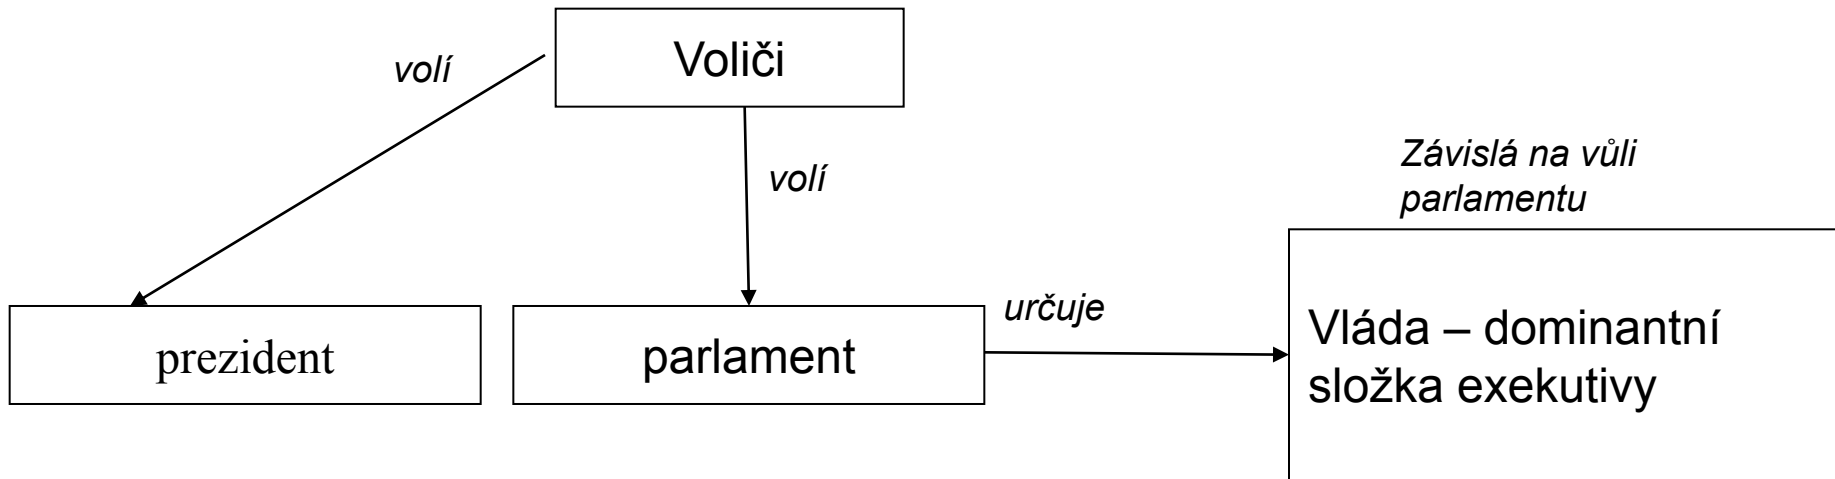 Voliči
volí
volí
Závislá na vůli
parlamentu
prezident
parlament
určuje
Vláda – dominantní
složka exekutivy